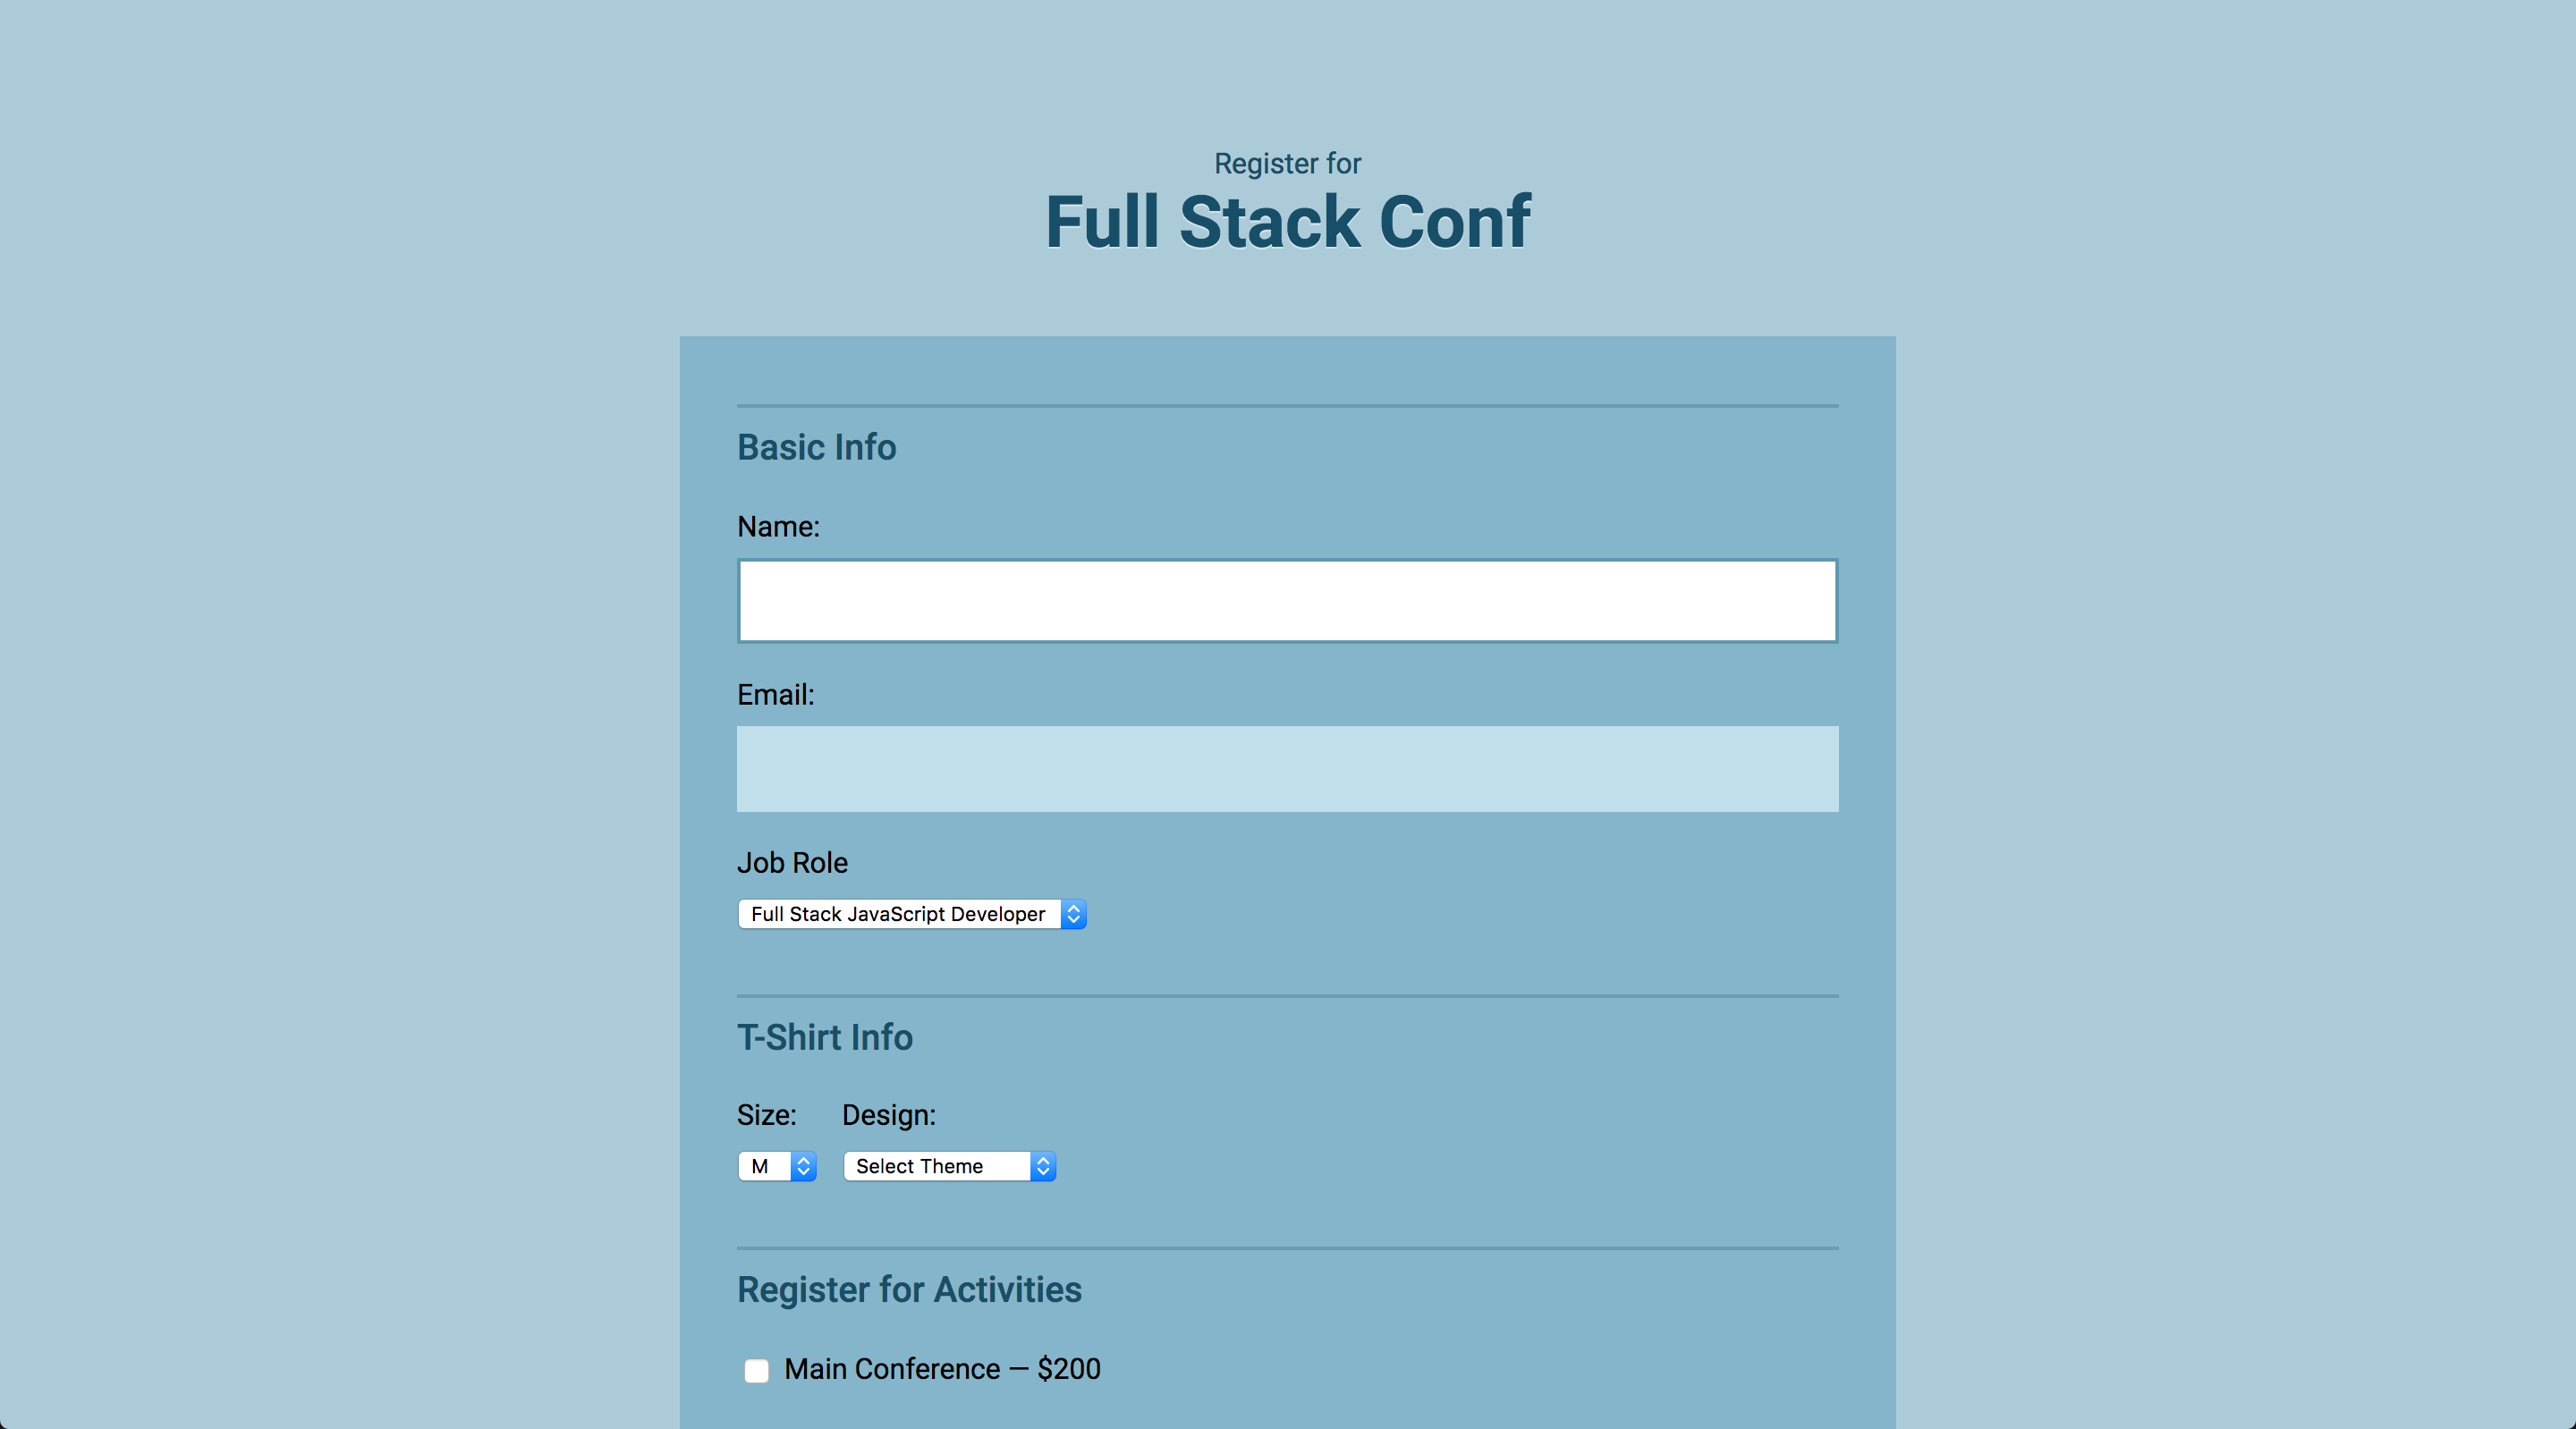 Register for
Full Stack Conf
Basic Info
Name:
Email:
Job Role
Full Stack JavaScript Developer
T-Shirt Info
Size: Design:
M Select Theme
Register for Activities
Main Conference — $200